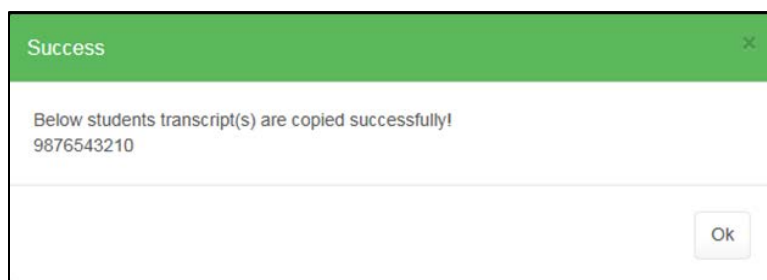 Success
×
Below students transcript(s) are copied successfully!
9876543210
Ok